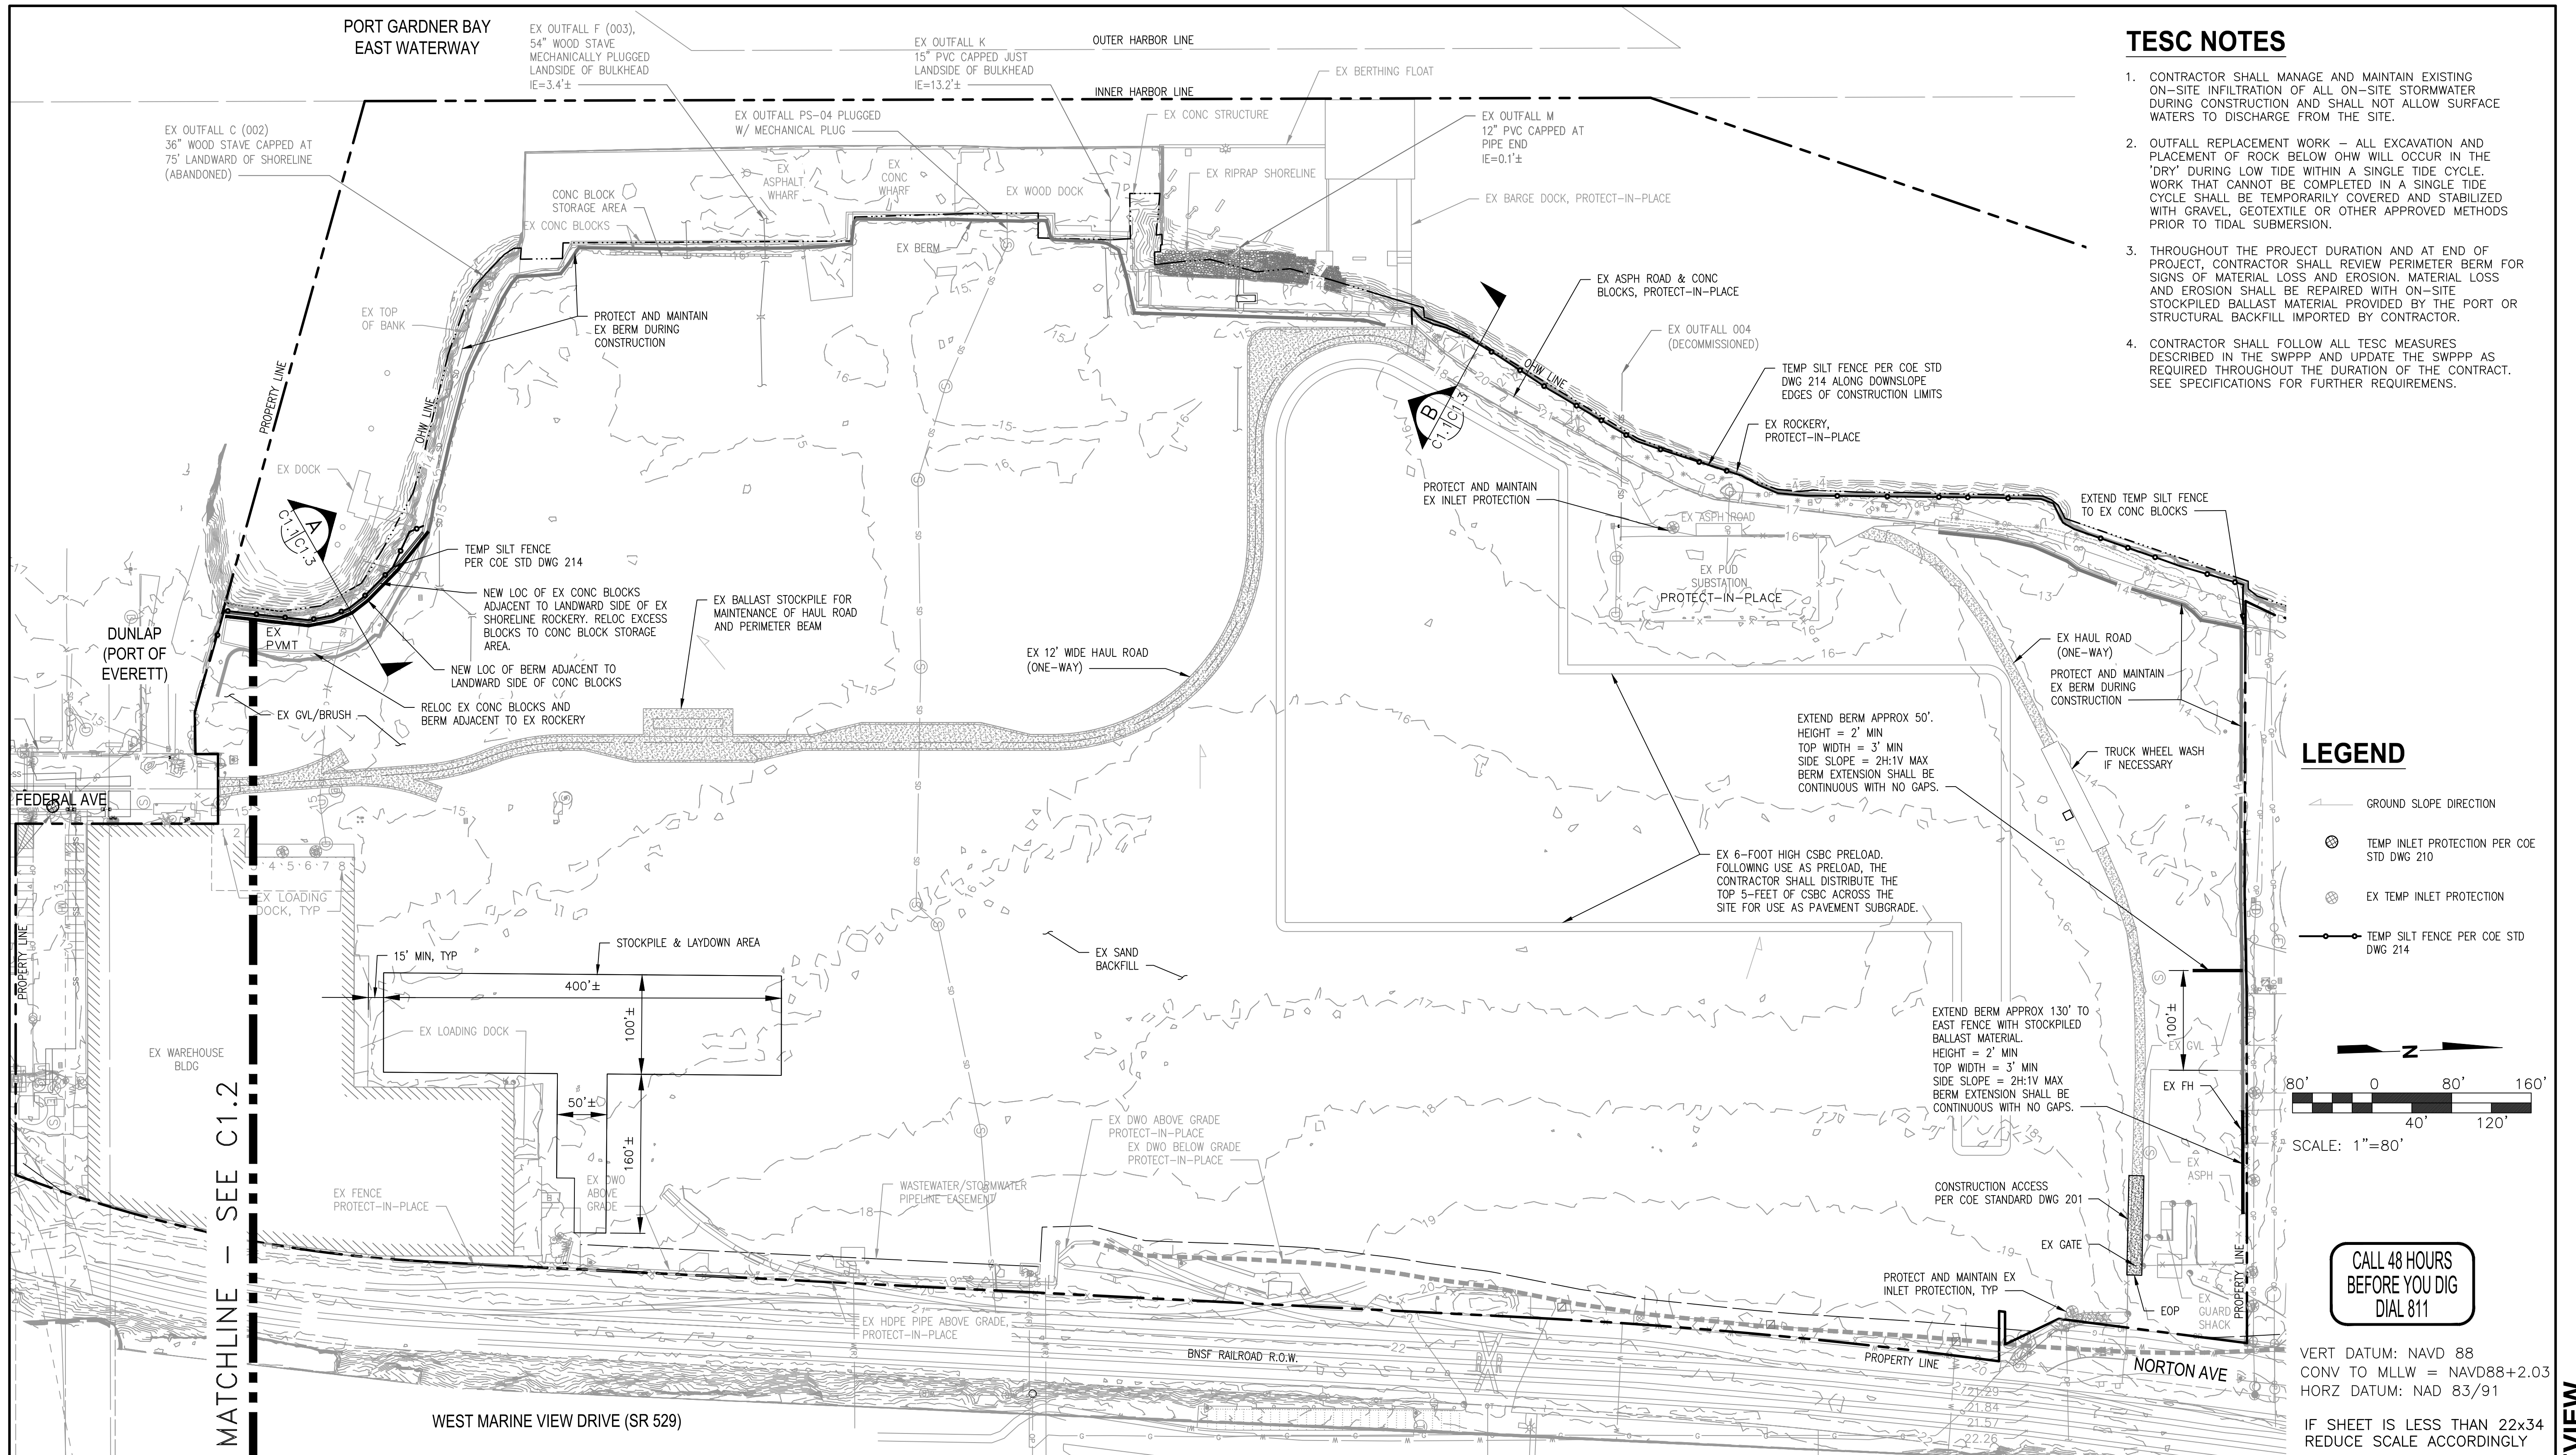 PORT GARDNER BAY
EAST WATERWAY
EX OUTFALL F (003),
54" WOOD STAVE
MECHANICALLY PLUGGED
LANDSIDE OF BULKHEAD
IE=3.4'±
EX OUTFALL K
15" PVC CAPPED JUST
LANDSIDE OF BULKHEAD
IE=13.2'±
OUTER HARBOR LINE
INNER HARBOR LINE
EX BERTHING FLOAT
EX OUTFALL C (002)
36" WOOD STAVE CAPPED AT
75' LANDWARD OF SHORELINE
(ABANDONED)
EX OUTFALL PS-04 PLUGGED
W/ MECHANICAL PLUG
EX CONC STRUCTURE
EX OUTFALL M
12" PVC CAPPED AT
PIPE END
IE=0.1'±
EX
ASPHALT
WHARF
EX
CONC
WHARF
EX WOOD DOCK
EX RIPRAP SHORELINE
EX BARGE DOCK, PROTECT-IN-PLACE
CONC BLOCK
STORAGE AREA
EX CONC BLOCKS
EX BERM
EX TOP
OF BANK
PROTECT AND MAINTAIN
EX BERM DURING
CONSTRUCTION
EX ASPH ROAD & CONC
BLOCKS, PROTECT-IN-PLACE
EX OUTFALL 004
(DECOMMISSIONED)
OHW LINE
TEMP SILT FENCE PER COE STD
DWG 214 ALONG DOWNSLOPE
EDGES OF CONSTRUCTION LIMITS
EX ROCKERY,
PROTECT-IN-PLACE
PROPERTY LINE
OHW LINE
EX DOCK
A
C1.1 C1.3
B
C1.1 C1.3
PROTECT AND MAINTAIN
EX INLET PROTECTION
EX ASPH ROAD
EXTEND TEMP SILT FENCE
TO EX CONC BLOCKS
TEMP SILT FENCE
PER COE STD DWG 214
NEW LOC OF EX CONC BLOCKS
ADJACENT TO LANDWARD SIDE OF EX
SHORELINE ROCKERY. RELOC EXCESS
BLOCKS TO CONC BLOCK STORAGE
AREA.
EX BALLAST STOCKPILE FOR
MAINTENANCE OF HAUL ROAD
AND PERIMETER BEAM
EX PUD
SUBSTATION
PROTECT-IN-PLACE
DUNLAP
(PORT OF
EVERETT)
EX
PVMT
NEW LOC OF BERM ADJACENT TO
LANDWARD SIDE OF CONC BLOCKS
EX 12' WIDE HAUL ROAD
(ONE-WAY)
EX HAUL ROAD
(ONE-WAY)
PROTECT AND MAINTAIN
EX BERM DURING
CONSTRUCTION
EX GVL/BRUSH
RELOC EX CONC BLOCKS AND
BERM ADJACENT TO EX ROCKERY
EXTEND BERM APPROX 50'.
HEIGHT = 2' MIN
TOP WIDTH = 3' MIN
SIDE SLOPE = 2H:1V MAX
BERM EXTENSION SHALL BE
CONTINUOUS WITH NO GAPS.
TRUCK WHEEL WASH
IF NECESSARY
FEDERAL AVE
EX 6-FOOT HIGH CSBC PRELOAD.
FOLLOWING USE AS PRELOAD, THE
CONTRACTOR SHALL DISTRIBUTE THE
TOP 5-FEET OF CSBC ACROSS THE
SITE FOR USE AS PAVEMENT SUBGRADE.
EX LOADING
DOCK, TYP
PROPERTY LINE
15' MIN, TYP
STOCKPILE & LAYDOWN AREA
400'±
100'±
EX SAND
BACKFILL
100'±
EX LOADING DOCK
EX WAREHOUSE
BLDG
50'±
160'±
EXTEND BERM APPROX 130' TO
EAST FENCE WITH STOCKPILED
BALLAST MATERIAL.
HEIGHT = 2' MIN
TOP WIDTH = 3' MIN
SIDE SLOPE = 2H:1V MAX
BERM EXTENSION SHALL BE
CONTINUOUS WITH NO GAPS.
EX GVL
EX FH
EX DWO ABOVE GRADE
PROTECT-IN-PLACE
EX DWO BELOW GRADE
PROTECT-IN-PLACE
EX
ASPH
MATCHLINE - SEE C1.2
EX FENCE
PROTECT-IN-PLACE
EX DWO
ABOVE
GRADE
WASTEWATER/STORMWATER
PIPELINE EASEMENT
CONSTRUCTION ACCESS
PER COE STANDARD DWG 201
EX GATE
PROTECT AND MAINTAIN EX
INLET PROTECTION, TYP
EOP
EX
GUARD
SHACK
PROPERTY LINE
EX HDPE PIPE ABOVE GRADE,
PROTECT-IN-PLACE
BNSF RAILROAD R.O.W.
PROPERTY LINE
NORTON AVE
WEST MARINE VIEW DRIVE (SR 529)
21.29
21.84
21.57
22.26
TESC NOTES
1. CONTRACTOR SHALL MANAGE AND MAINTAIN EXISTING
ON-SITE INFILTRATION OF ALL ON-SITE STORMWATER
DURING CONSTRUCTION AND SHALL NOT ALLOW SURFACE
WATERS TO DISCHARGE FROM THE SITE.
2. OUTFALL REPLACEMENT WORK - ALL EXCAVATION AND
PLACEMENT OF ROCK BELOW OHW WILL OCCUR IN THE
'DRY' DURING LOW TIDE WITHIN A SINGLE TIDE CYCLE.
WORK THAT CANNOT BE COMPLETED IN A SINGLE TIDE
CYCLE SHALL BE TEMPORARILY COVERED AND STABILIZED
WITH GRAVEL, GEOTEXTILE OR OTHER APPROVED METHODS
PRIOR TO TIDAL SUBMERSION.
3. THROUGHOUT THE PROJECT DURATION AND AT END OF
PROJECT, CONTRACTOR SHALL REVIEW PERIMETER BERM FOR
SIGNS OF MATERIAL LOSS AND EROSION. MATERIAL LOSS
AND EROSION SHALL BE REPAIRED WITH ON-SITE
STOCKPILED BALLAST MATERIAL PROVIDED BY THE PORT OR
STRUCTURAL BACKFILL IMPORTED BY CONTRACTOR.
4. CONTRACTOR SHALL FOLLOW ALL TESC MEASURES
DESCRIBED IN THE SWPPP AND UPDATE THE SWPPP AS
REQUIRED THROUGHOUT THE DURATION OF THE CONTRACT.
SEE SPECIFICATIONS FOR FURTHER REQUIREMENS.
LEGEND
GROUND SLOPE DIRECTION
TEMP INLET PROTECTION PER COE
STD DWG 210
EX TEMP INLET PROTECTION
TEMP SILT FENCE PER COE STD
DWG 214
N
80' 0 80' 160'
40' 120'
SCALE: 1"=80'
CALL 48 HOURS
BEFORE YOU DIG
DIAL 811
VERT DATUM: NAVD 88
CONV TO MLLW = NAVD88+2.03
HORZ DATUM: NAD 83/91
IF SHEET IS LESS THAN 22x34
REDUCE SCALE ACCORDINGLY